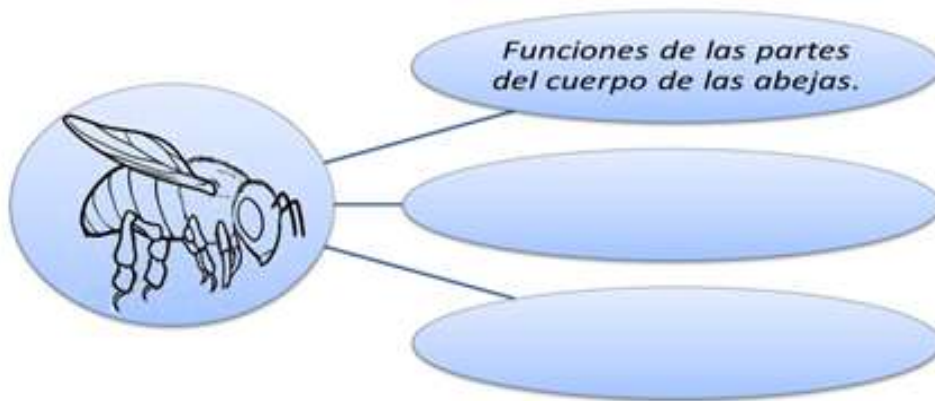 Funciones de las partes
del cuerpo de las abejas.